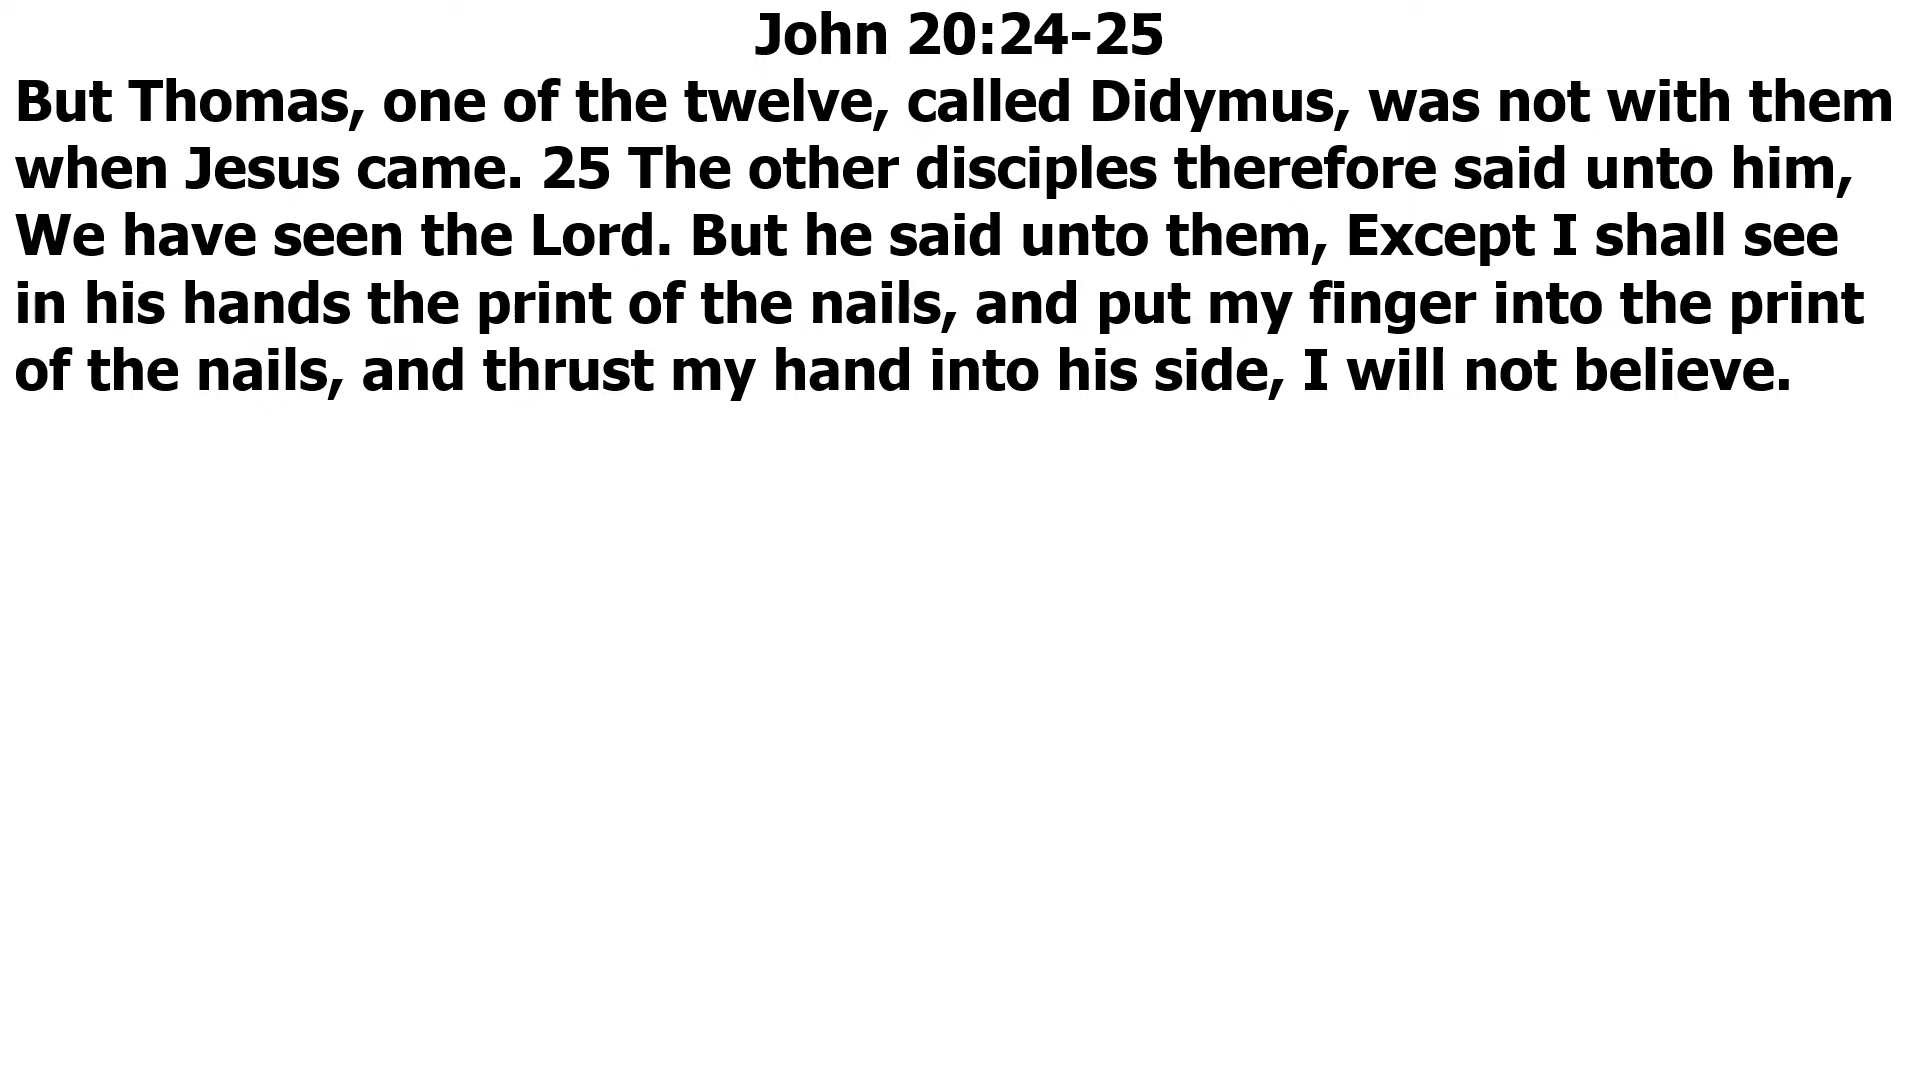 John 20:24-25
But Thomas, one of the twelve, called Didymus, was not with them
when Jesus came. 25 The other disciples therefore said unto him,
We have seen the Lord. But he said unto them, Except I shall see
in his hands the print of the nails, and put my finger into the print
of the nails, and thrust my hand into his side, I will not believe.